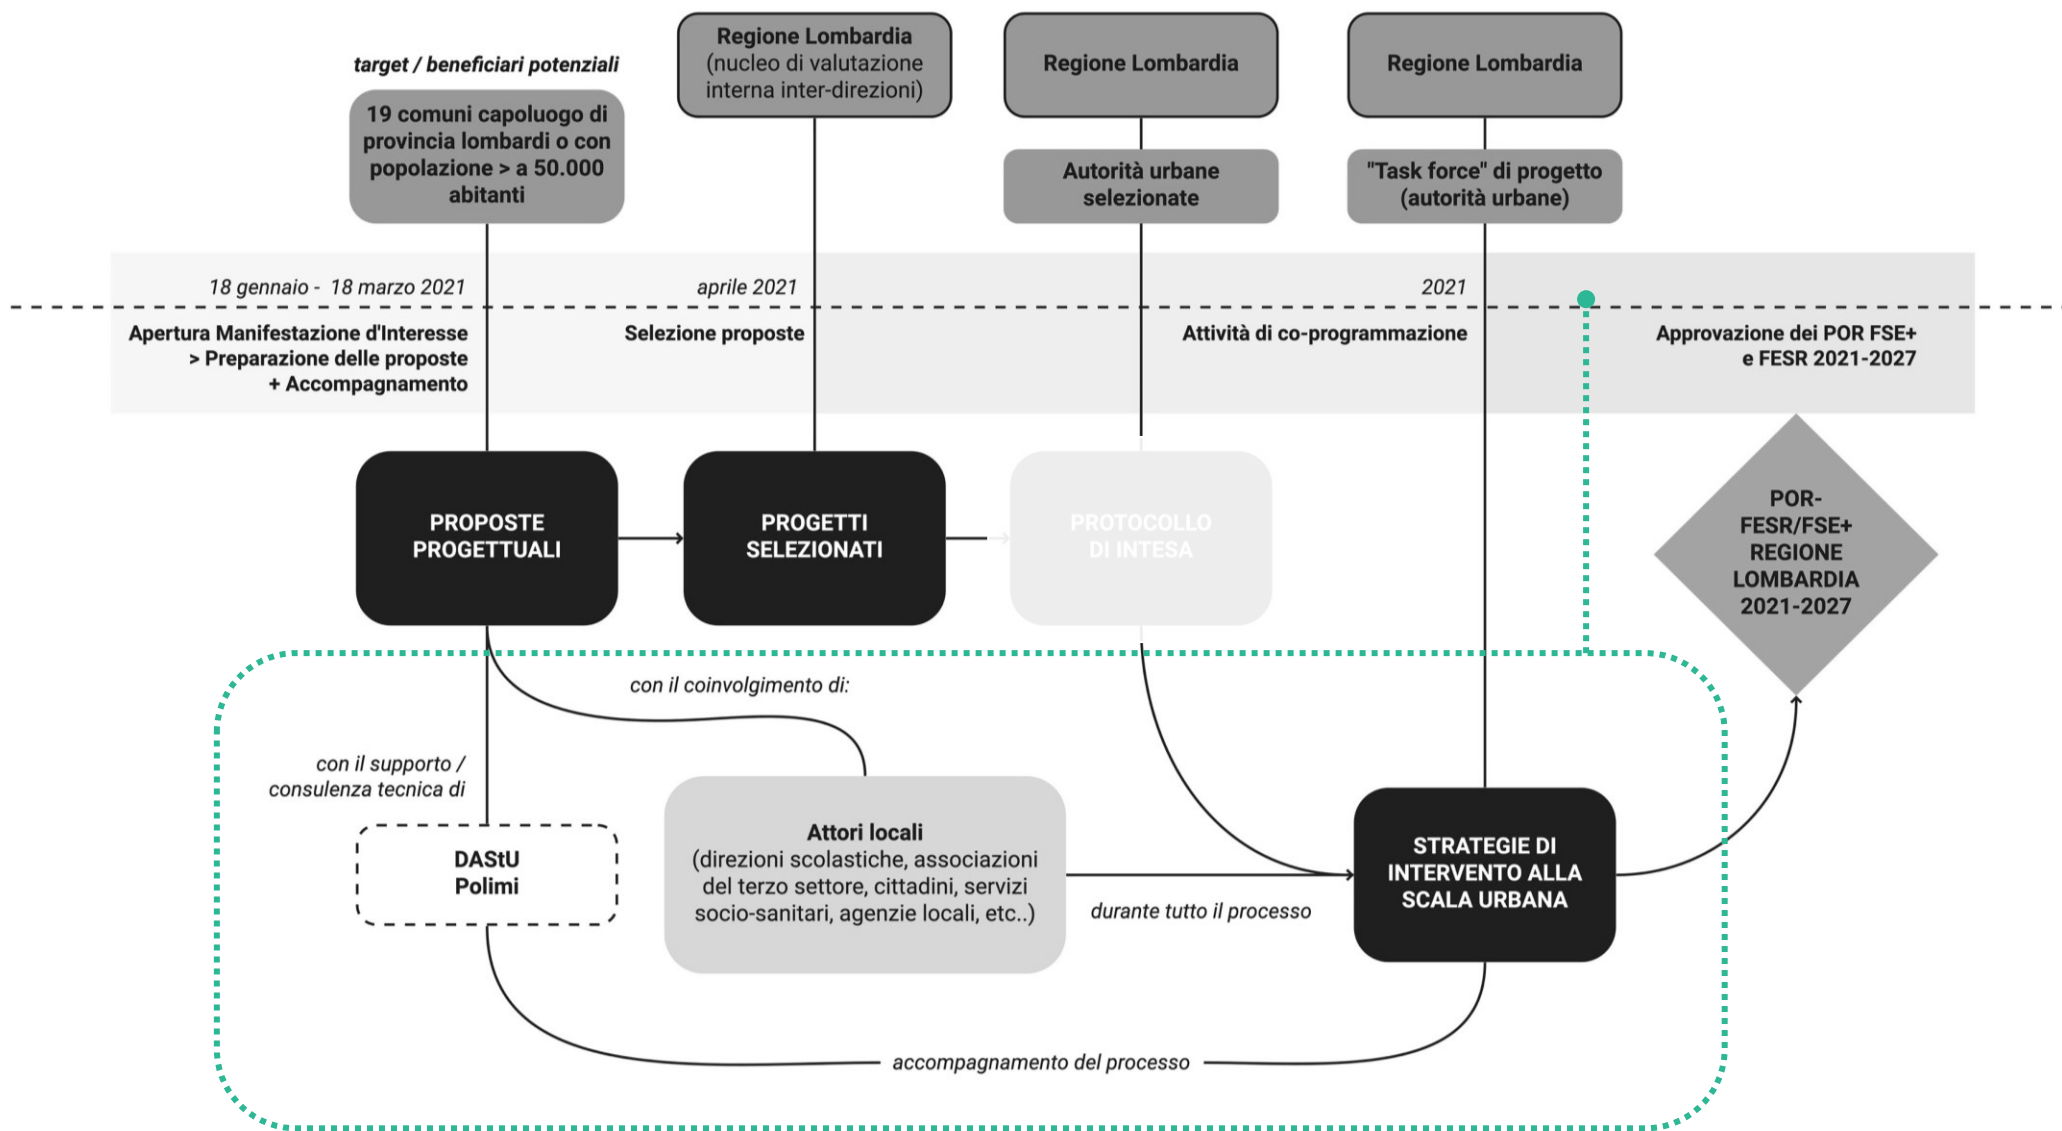 target / beneficiari potenziali
19 comuni capoluogo di
provincia lombardi o con
popolazione > a 50.000
abitanti
Regione Lombardia
(nucleo di valutazione
interna inter-direzioni)
Regione Lombardia
Autorità urbane
selezionate
Regione Lombardia
"Task force" di progetto
(autorità urbane)
18 gennaio - 18 marzo 2021
aprile 2021
2021
Apertura Manifestazione d'Interesse
> Preparazione delle proposte
+ Accompagnamento
Selezione proposte
Attività di co-programmazione
Approvazione dei POR FSE+
e FESR 2021-2027
PROPOSTE
PROGETTUALI
PROGETTI
SELEZIONATI
PROTOCOLLO
DI INTESA
POR-
FESR/FSE+
REGIONE
LOMBARDIA
2021-2027
con il coinvolgimento di:
con il supporto /
consulenza tecnica di
DAStU
Polimi
Attori locali
(direzioni scolastiche, associazioni
del terzo settore, cittadini, servizi
socio-sanitari, agenzie locali, etc..)
durante tutto il processo
STRATEGIE DI
INTERVENTO ALLA
SCALA URBANA
accompagnamento del processo